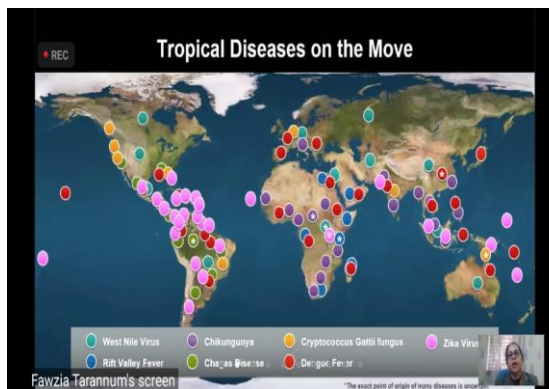 REC
Tropical Diseases on the Move
West Nile Virus
Chikungunya
Cryptococcus Gattii fungus
Zika Virus
Rift Valley Fever
Chagas Disease
Dengue Fever
Fawzia Tarannum's screen
*The exact point of origin of many diseases is uncertain